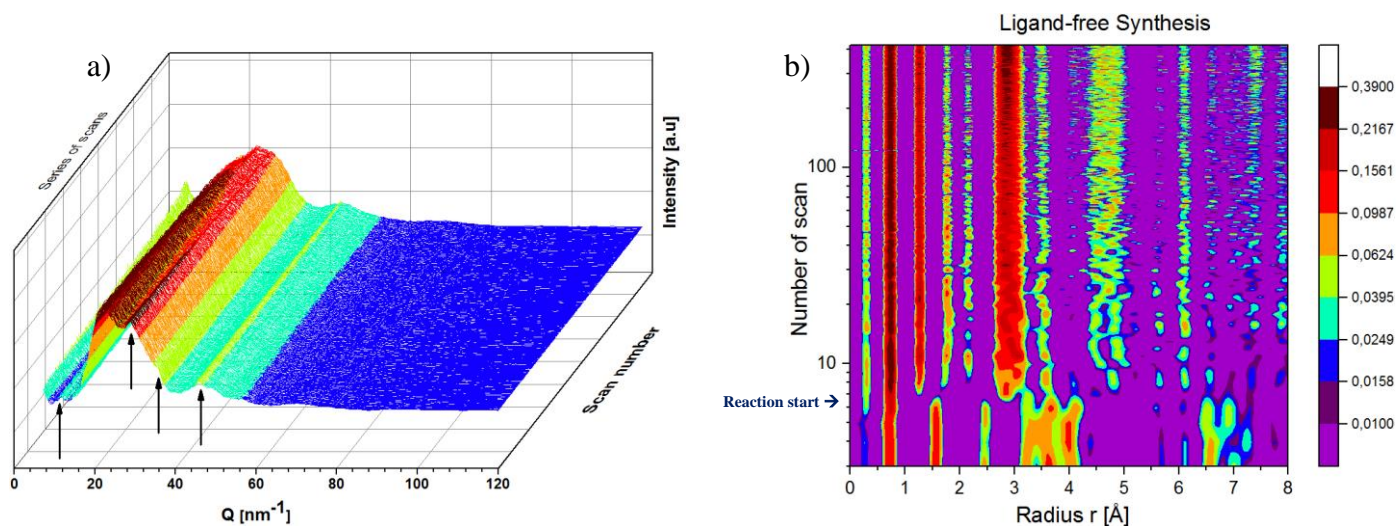 a)
Series of scans
Intensity [a.u]
Scan number
0 20 40 60 80 100 120
Q [nm⁻¹]
b)
Ligand-free Synthesis
Number of scan
100
10
Reaction start →
0 1 2 3 4 5 6 7 8
Radius r [Å]
0,3900
0,2167
0,1561
0,0987
0,0624
0,0395
0,0249
0,0158
0,0100